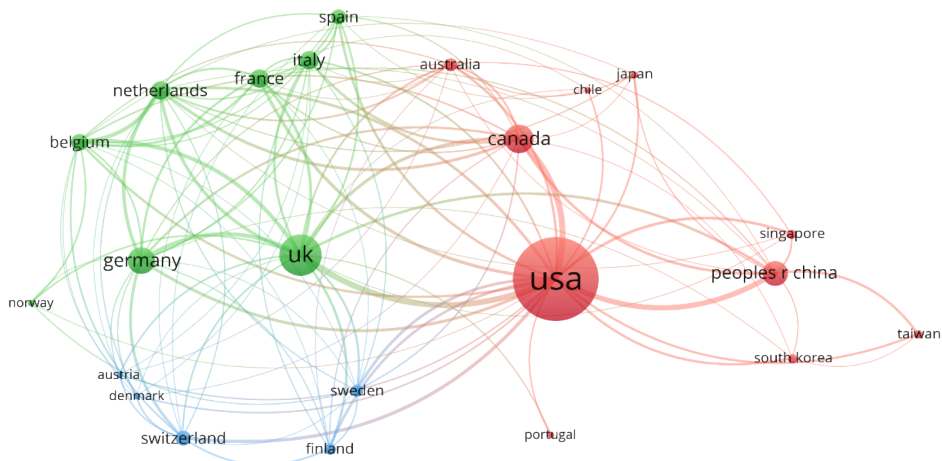 spain
italy
france
australia
japan
netherlands
chile
belgium
canada
singapore
uk
germany
peoples r china
usa
norway
taiwan
south korea
austria
denmark
sweden
portugal
switzerland
finland